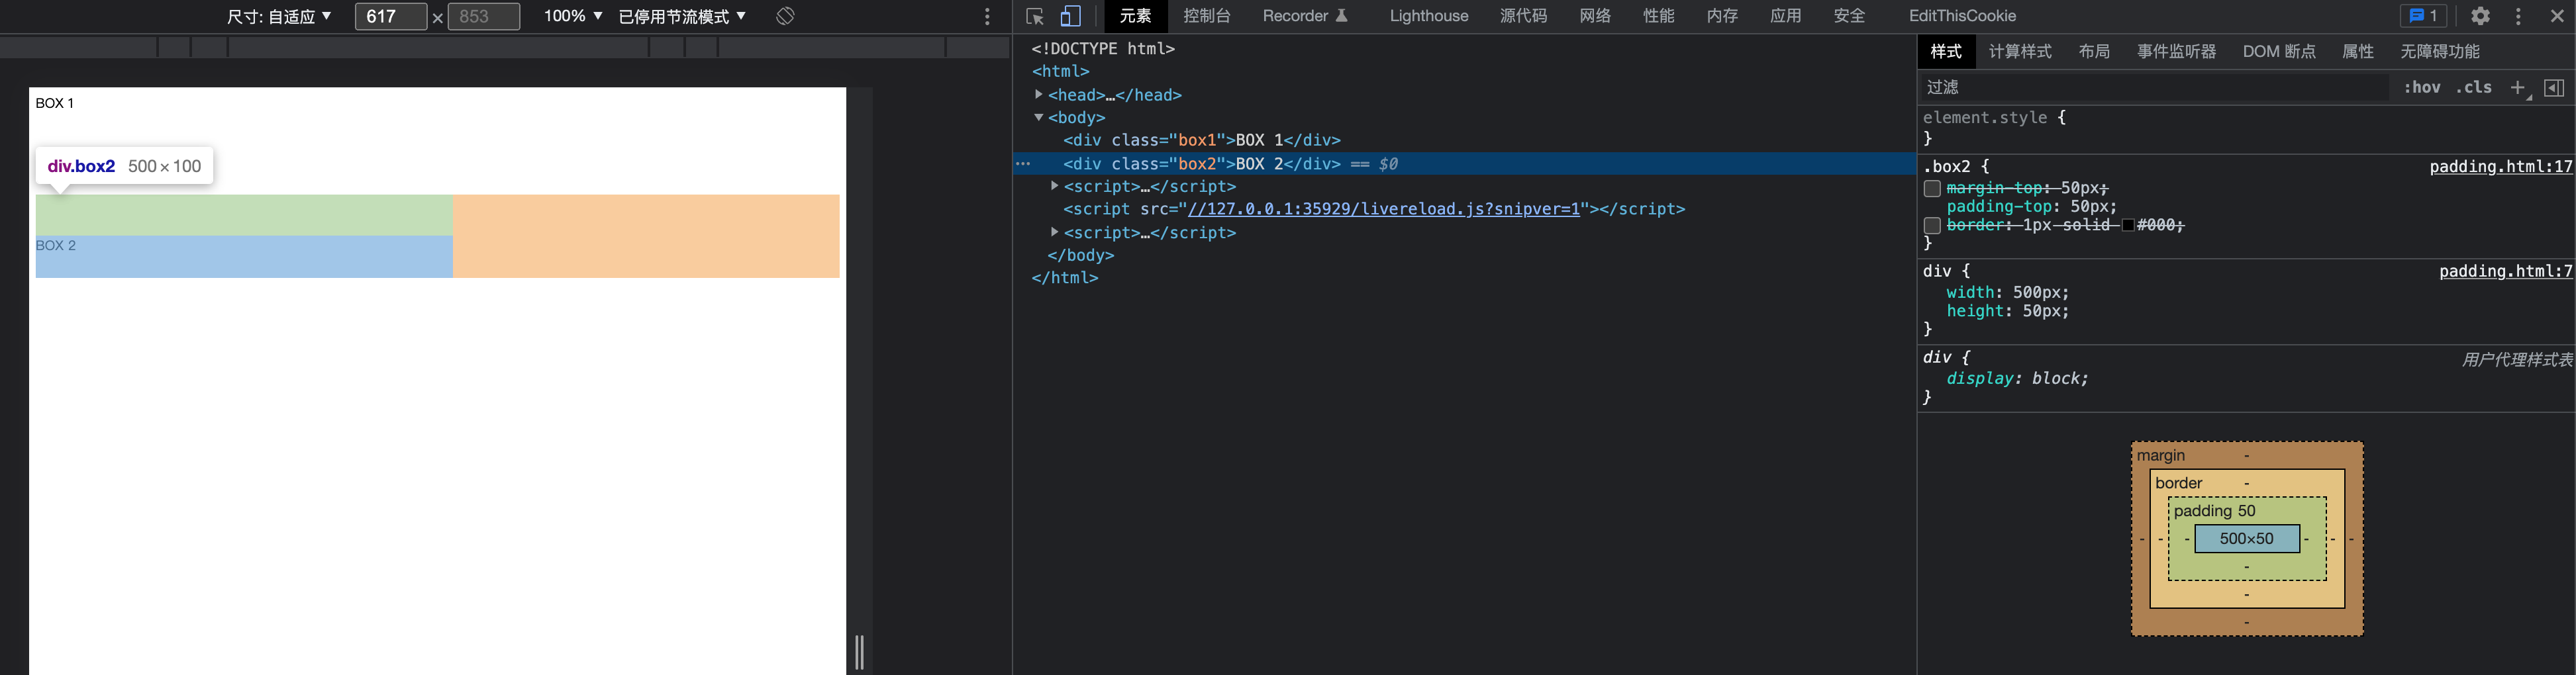 尺寸: 自适应 ▼ 617 × 853 100% ▼ 已停用节流模式 ▼
BOX 1
div.box2 500 × 100
BOX 2
元素 控制台 Recorder Lighthouse 源代码 网络 性能 内存 应用 安全 EditThisCookie 1
<!DOCTYPE html>
<html>
<head>…</head>
<body>
<div class="box1">BOX 1</div>
<div class="box2">BOX 2</div> == $0
<script>…</script>
<script src="//127.0.0.1:35929/livereload.js?snipver=1"></script>
<script>…</script>
</body>
</html>
样式 计算样式 布局 事件监听器 DOM 断点 属性 无障碍功能
过滤 :hov .cls +
element.style {
}
.box2 { padding.html:17
margin-top: 50px;
padding-top: 50px;
border: 1px solid #000;
}
div { padding.html:7
width: 500px;
height: 50px;
}
div { 用户代理样式表
display: block;
}
margin -
border -
padding 50
- - - 500×50 - - -
-
-
-